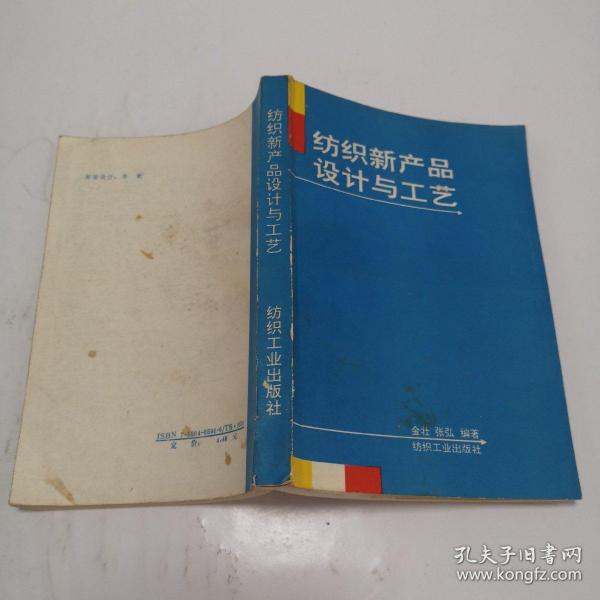 纺织新产品
设计与工艺
金壮 张弘 编著
纺织工业出版社
纺织新产品设计与工艺
纺织工业出版社
定 价：
孔夫子旧书网
www.kongfz.com